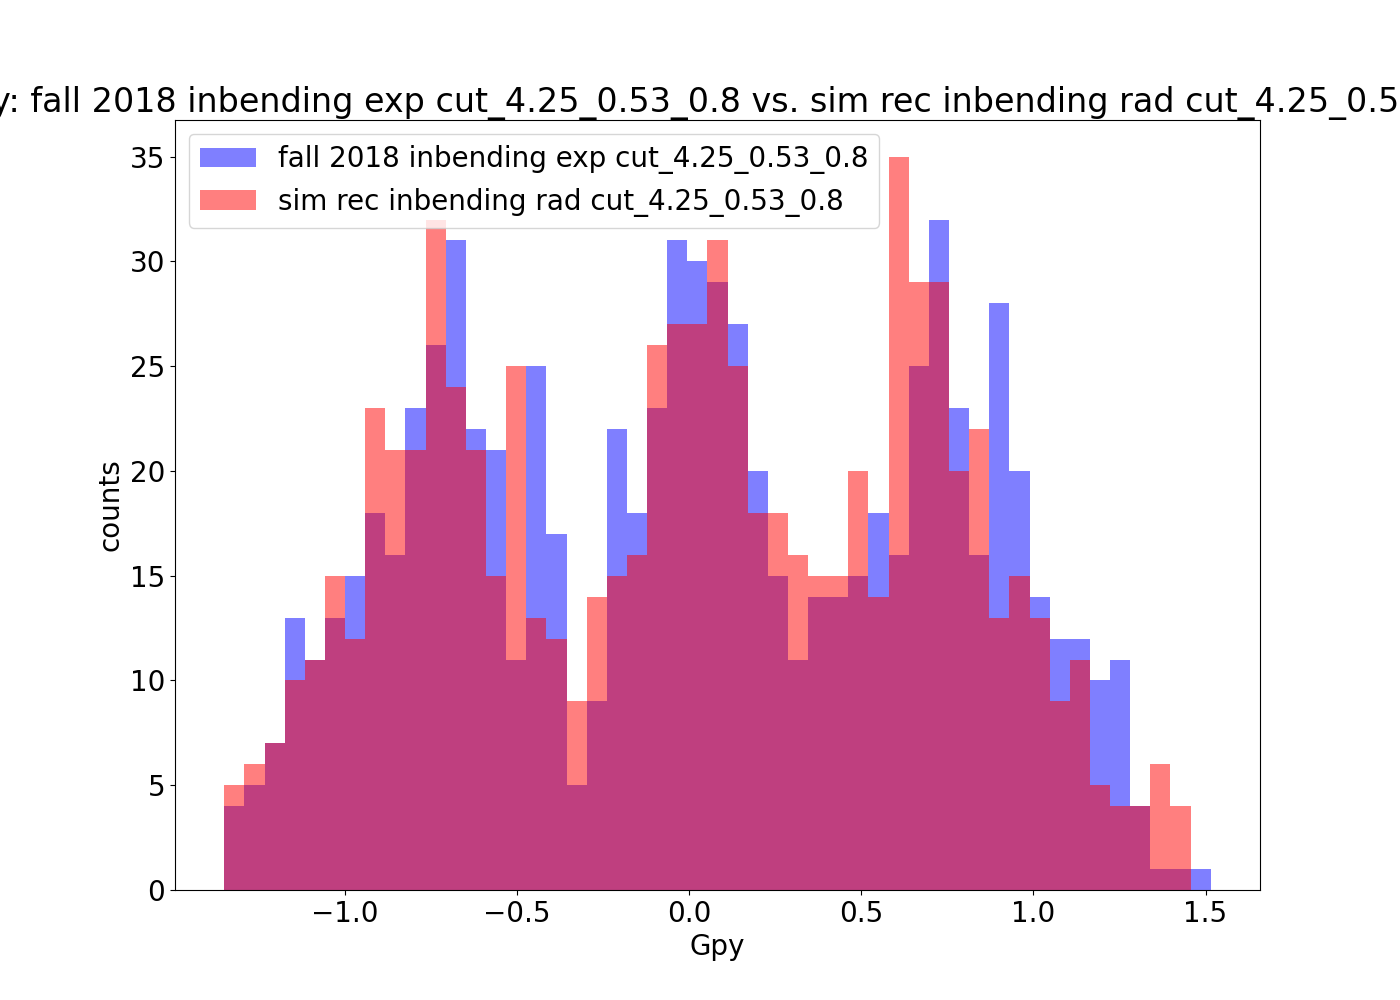 y: fall 2018 inbending exp cut_4.25_0.53_0.8 vs. sim rec inbending rad cut_4.25_0.5
fall 2018 inbending exp cut_4.25_0.53_0.8
sim rec inbending rad cut_4.25_0.53_0.8
35
30
25
20
15
10
5
0
counts
−1.0 −0.5 0.0 0.5 1.0 1.5
Gpy